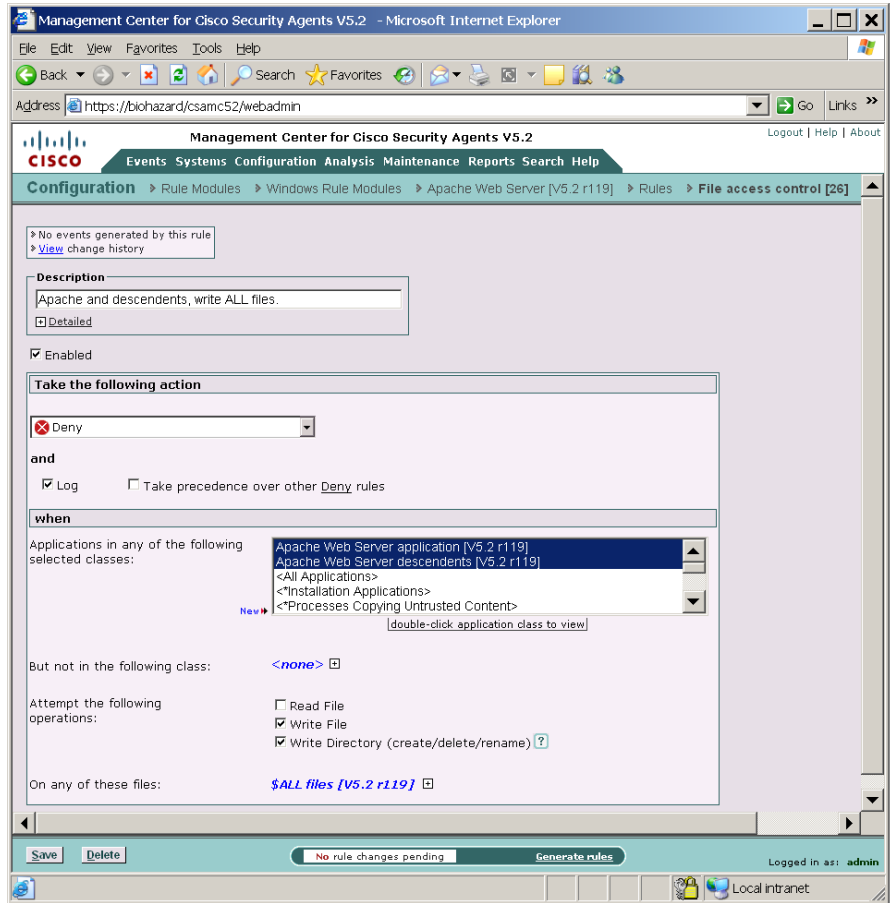 Management Center for Cisco Security Agents V5.2 - Microsoft Internet Explorer
File Edit View Favorites Tools Help
Back Search Favorites
Address https://biohazard/csamc52/webadmin Go Links »
Management Center for Cisco Security Agents V5.2 Logout | Help | About
CISCO Events Systems Configuration Analysis Maintenance Reports Search Help
Configuration Rule Modules Windows Rule Modules Apache Web Server [V5.2 r119] Rules File access control [26]
No events generated by this rule
View change history
Description
Apache and descendents, write ALL files.
Detailed
Enabled
Take the following action
Deny
and
Log Take precedence over other Deny rules
when
Applications in any of the following
selected classes:
Apache Web Server application [V5.2 r119]
Apache Web Server descendents [V5.2 r119]
<All Applications>
<*Installation Applications>
<*Processes Copying Untrusted Content>
New
double-click application class to view
But not in the following class: <none>
Attempt the following
operations:
Read File
Write File
Write Directory (create/delete/rename) ?
On any of these files: $ALL files [V5.2 r119]
Save Delete No rule changes pending Generate rules Logged in as: admin
Local intranet